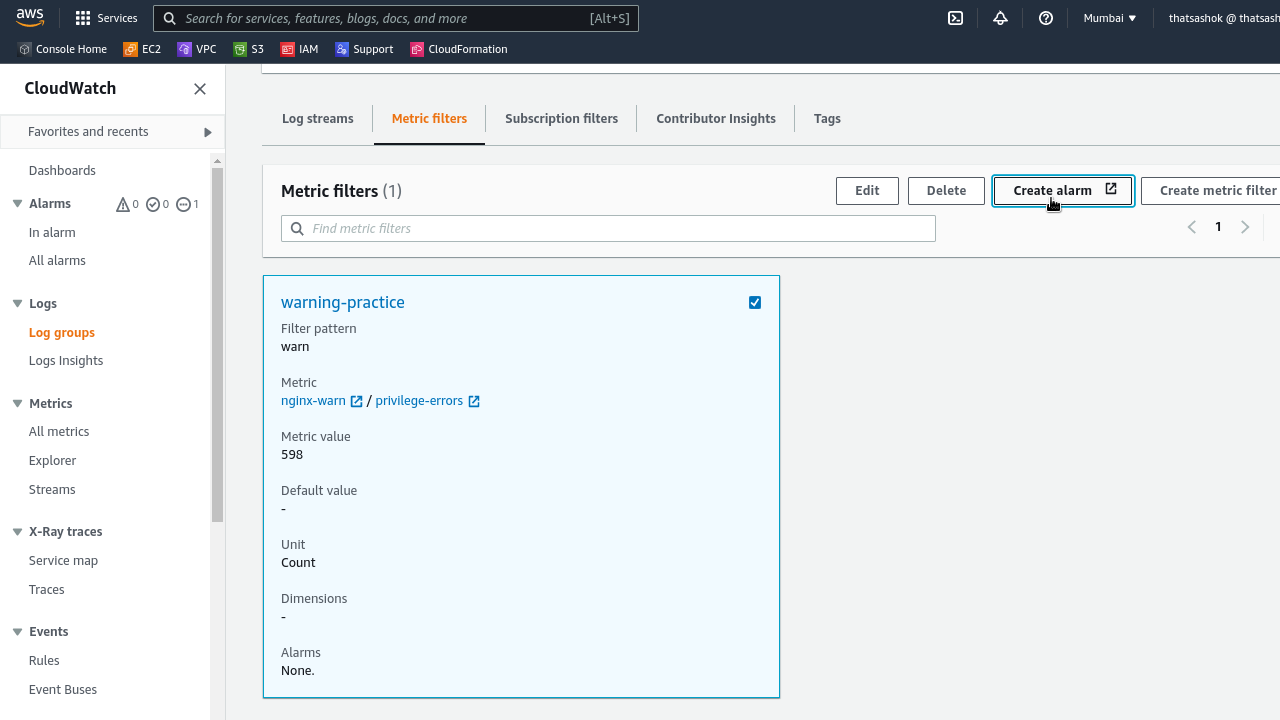 aws
Services
Search for services, features, blogs, docs, and more
[Alt+S]
Mumbai
thatsashok @ thatsash
Console Home
EC2
VPC
S3
IAM
Support
CloudFormation
CloudWatch
Favorites and recents
Dashboards
Alarms
0
0
1
In alarm
All alarms
Logs
Log groups
Logs Insights
Metrics
All metrics
Explorer
Streams
X-Ray traces
Service map
Traces
Events
Rules
Event Buses
Log streams
Metric filters
Subscription filters
Contributor Insights
Tags
Metric filters (1)
Edit
Delete
Create alarm
Create metric filter
Find metric filters
1
warning-practice
Filter pattern
warn
Metric
nginx-warn / privilege-errors
Metric value
598
Default value
-
Unit
Count
Dimensions
-
Alarms
None.